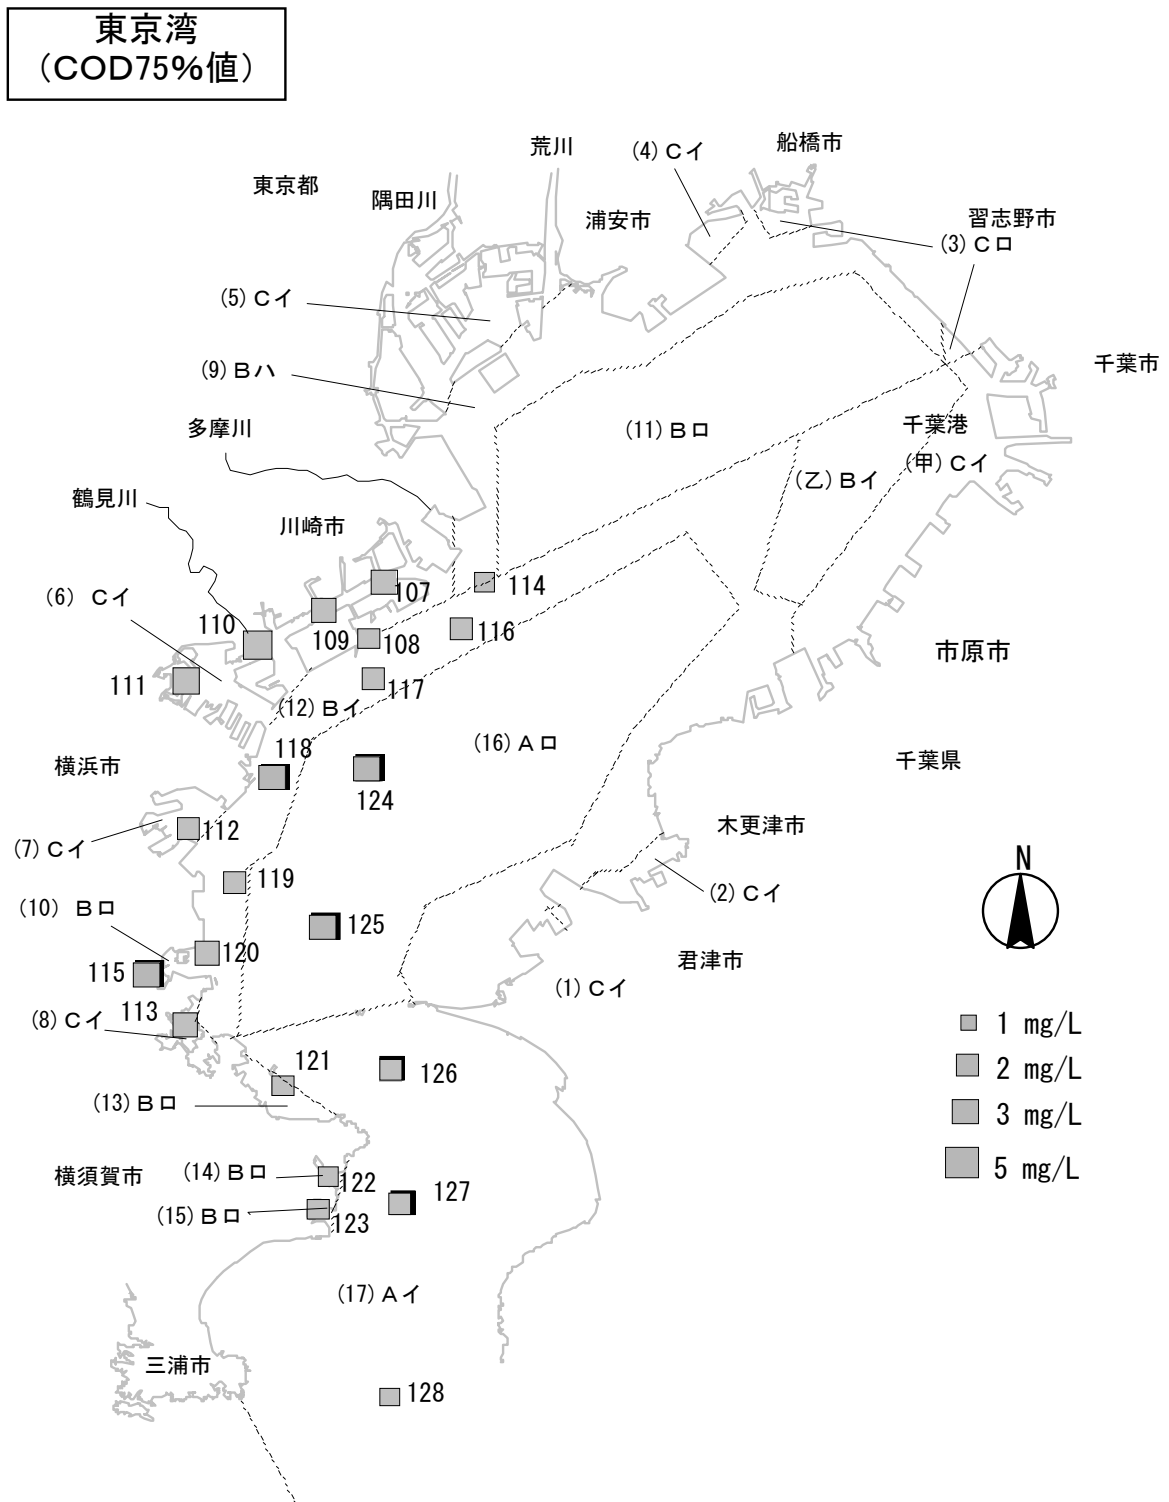 東京湾
（COD75%値）
荒川
(4) Cイ
船橋市
東京都
隅田川
浦安市
習志野市
(3) Cロ
(5) Cイ
(9) Bハ
千葉市
多摩川
(11) Bロ
千葉港
(甲) Cイ
(乙) Bイ
鶴見川
川崎市
107
114
(6) Cイ
110
109
108
116
市原市
111
117
(12) Bイ
(16) Aロ
118
横浜市
千葉県
124
木更津市
112
(7) Cイ
N
119
(2) Cイ
(10) Bロ
125
120
君津市
115
(1) Cイ
113
(8) Cイ
1 mg/L
121
126
2 mg/L
(13) Bロ
3 mg/L
横須賀市
(14) Bロ
122
5 mg/L
127
(15) Bロ
123
(17) Aイ
三浦市
128